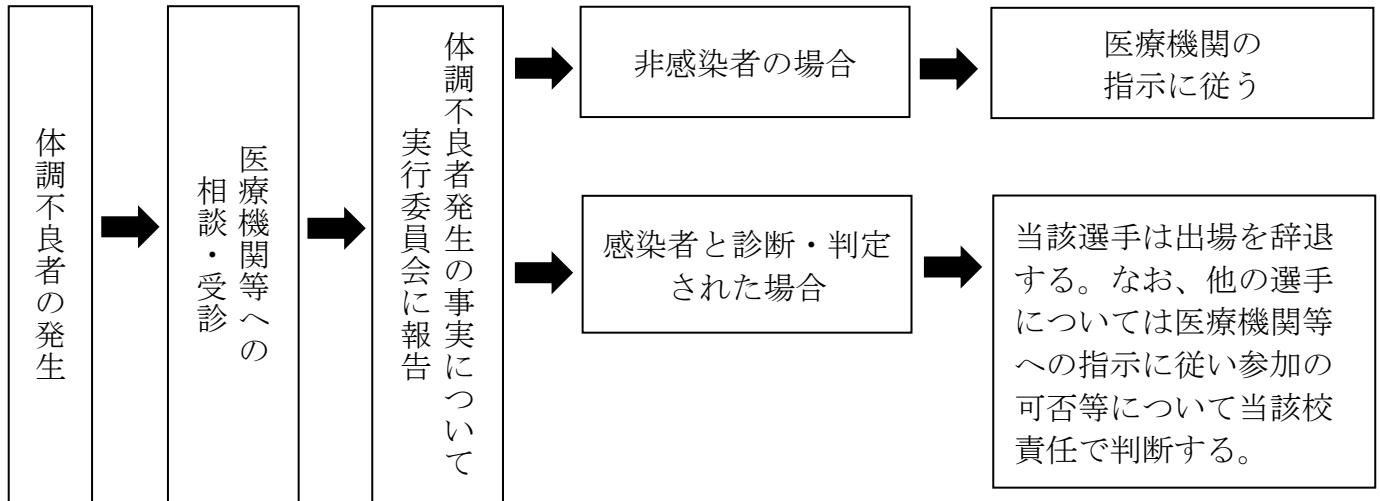 体調不良者の発生
医療機関等への
相談・受診
体調不良者発生の事実について
実行委員会に報告
非感染者の場合
医療機関の
指示に従う
感染者と診断・判定
された場合
当該選手は出場を辞退
する。なお、他の選手
については医療機関等
への指示に従い参加の
可否等について当該校
責任で判断する。